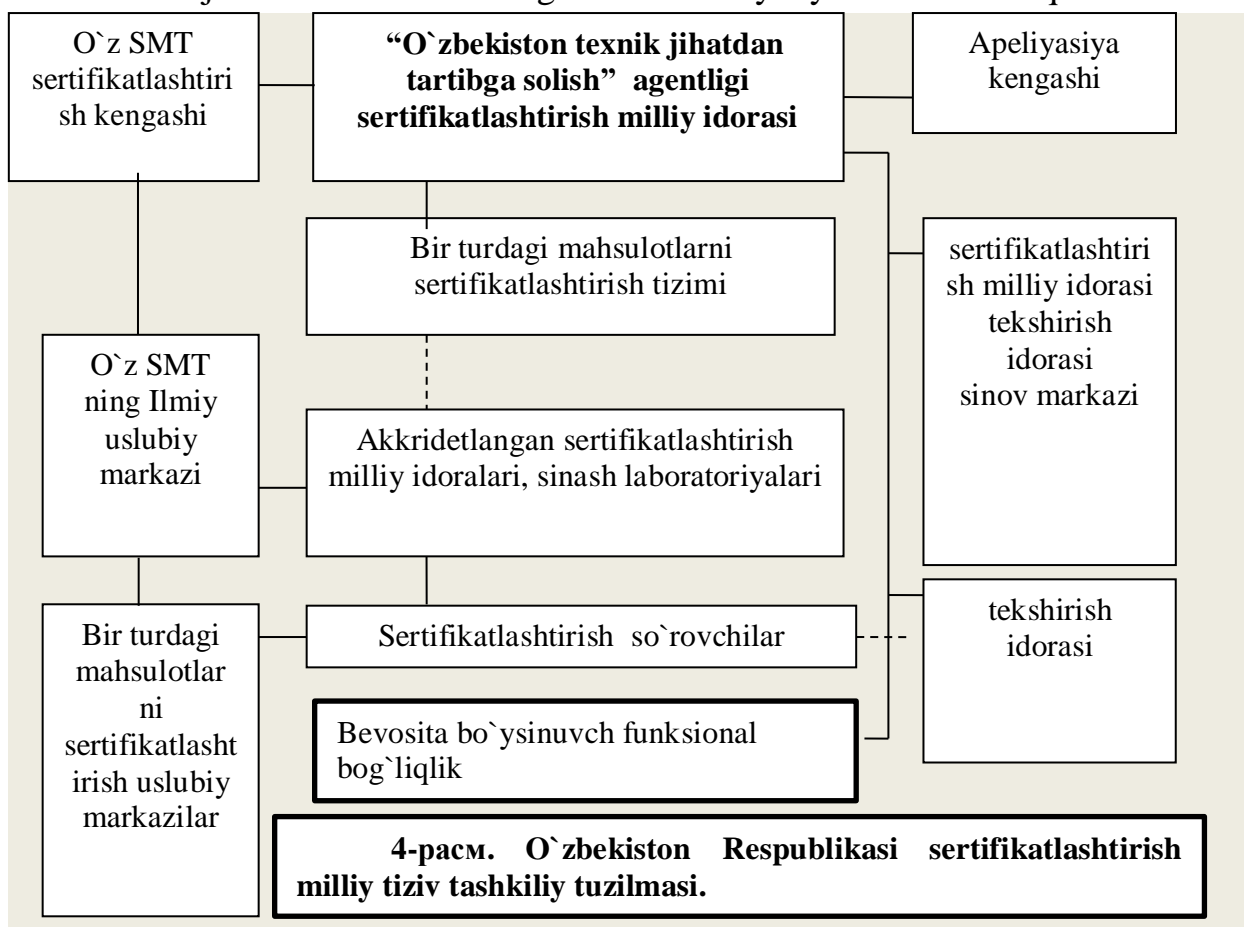 O`z SMT
sertifikatlashtiri
sh kengashi
“O`zbekiston texnik jihatdan
tartibga solish” agentligi
sertifikatlashtirish milliy idorasi
Apeliyasiya
kengashi
Bir turdagi mahsulotlarni
sertifikatlashtirish tizimi
sertifikatlashtiri
sh milliy idorasi
tekshirish
idorasi
sinov markazi
O`z SMT
ning Ilmiy
uslubiy
markazi
Akkridetlangan sertifikatlashtirish
milliy idoralari, sinash laboratoriyalari
Bir turdagi
mahsulotlar
ni
sertifikatlasht
irish uslubiy
markazilar
Sertifikatlashtirish so`rovchilar
tekshirish
idorasi
Bevosita bo`ysinuvch funksional
bog`liqlik
4-расм. O`zbekiston Respublikasi sertifikatlashtirish
milliy tiziv tashkiliy tuzilmasi.